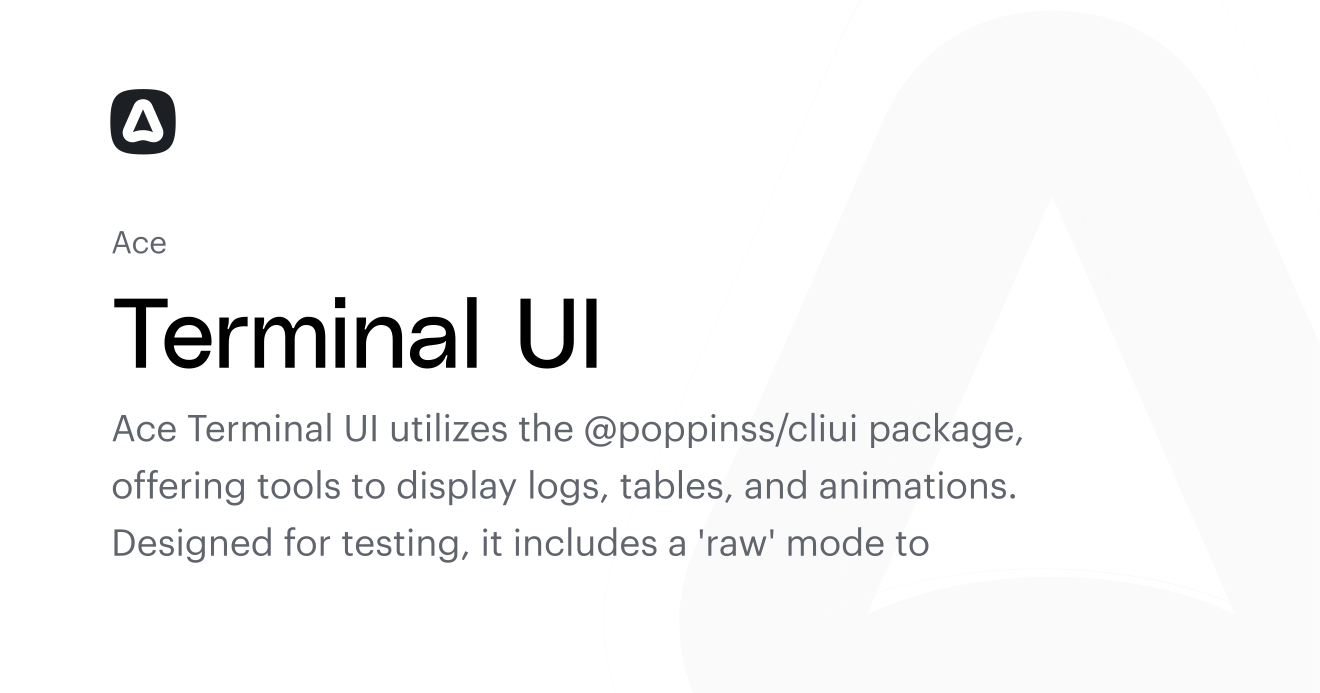 Ace
Terminal UI
Ace Terminal UI utilizes the @poppinss/cliui package,
offering tools to display logs, tables, and animations.
Designed for testing, it includes a 'raw' mode to